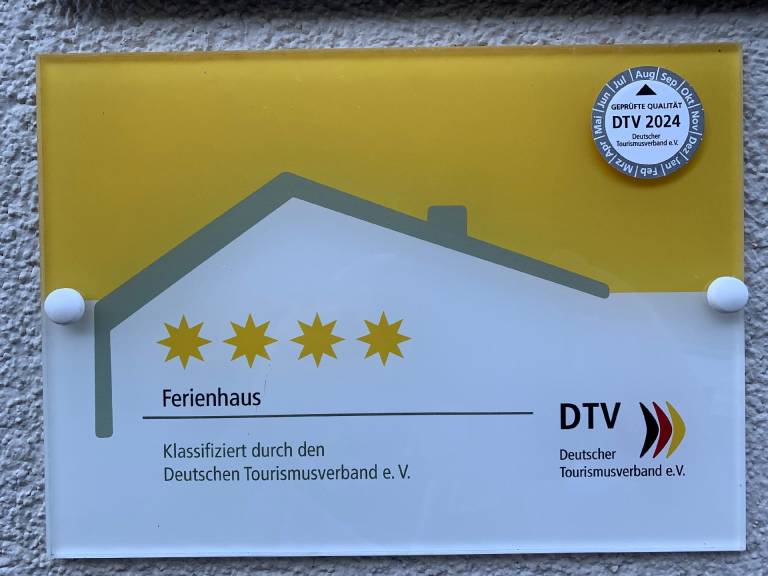 Jan Feb Mrz Apr Mai Jun Jul Aug Sep Okt Nov Dez
GEPRÜFTE QUALITÄT
DTV 2024
Deutscher
Tourismusverband e.V.
Ferienhaus
Klassifiziert durch den
Deutschen Tourismusverband e. V.
DTV
Deutscher
Tourismusverband e.V.